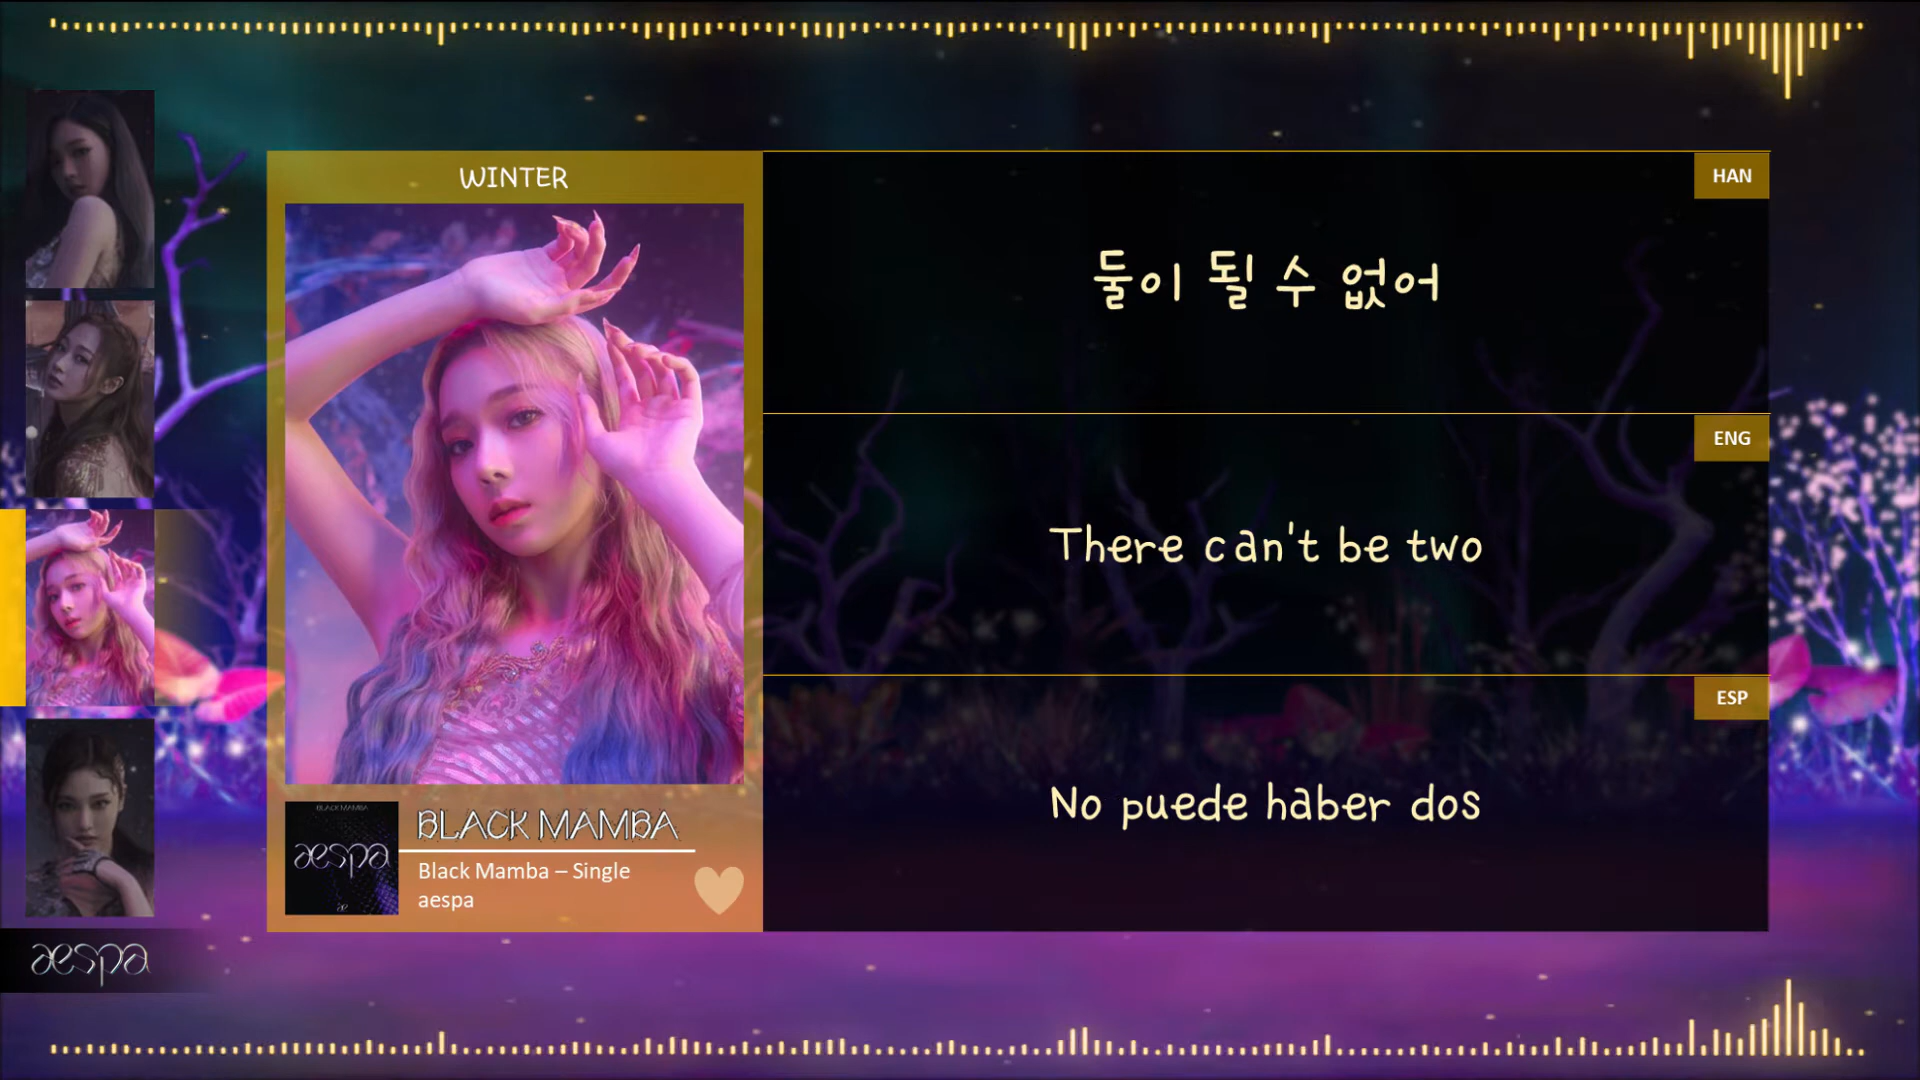 WINTER
HAN
둘이 될 수 없어
ENG
There can't be two
ESP
No puede haber dos
BLACK MAMBA
aespa
æ
BLACK MAMBA
Black Mamba – Single
aespa
aespa